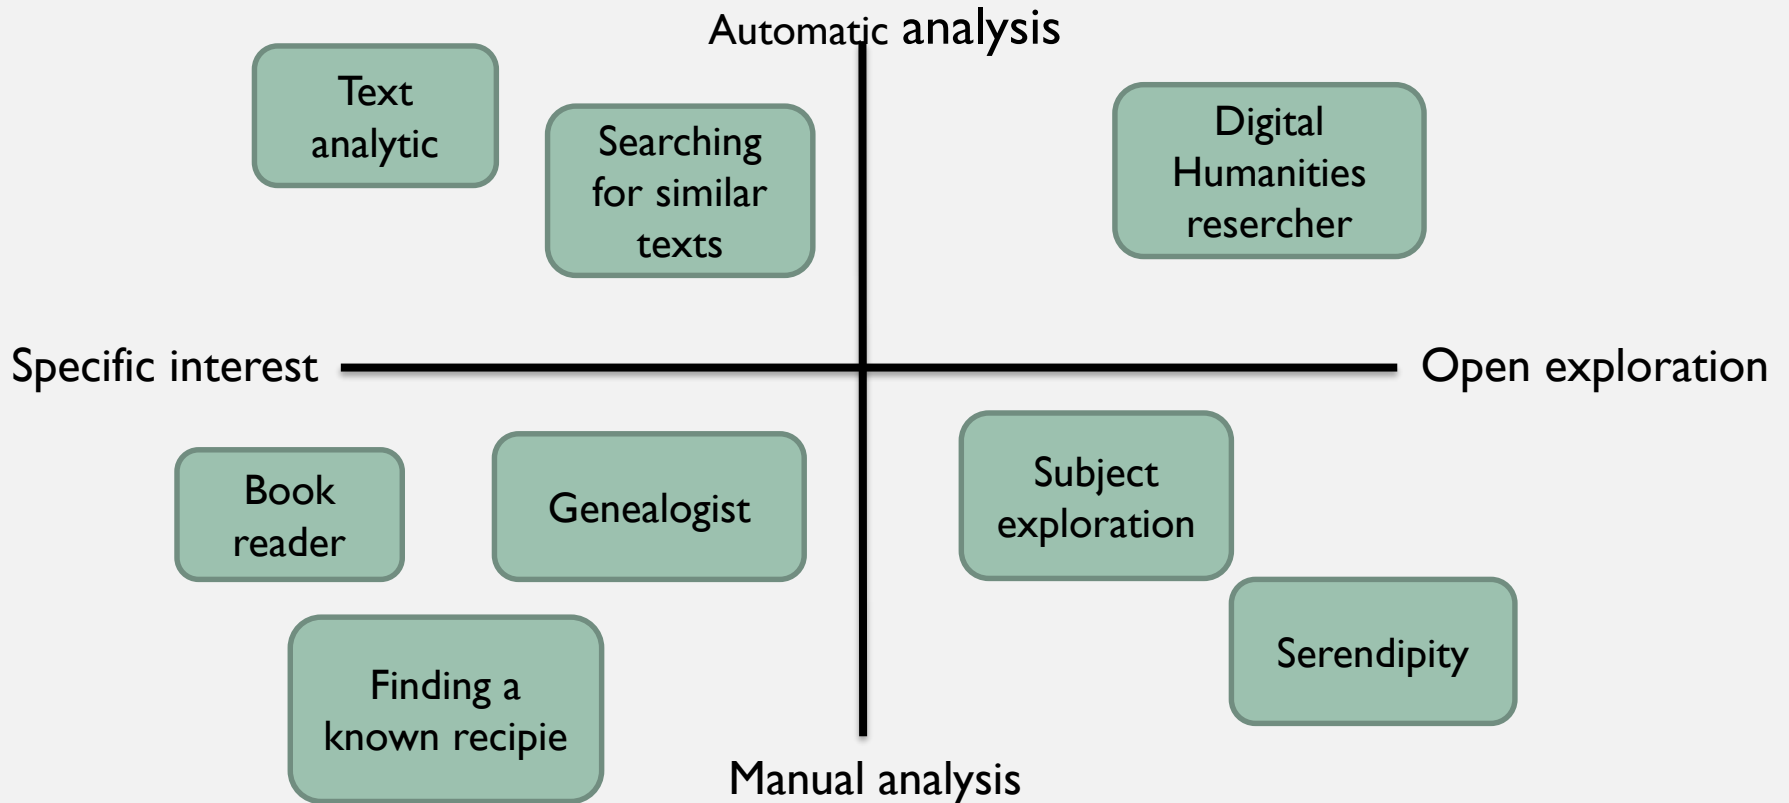 Automatic analysis
Text
analytic
Searching
for similar
texts
Digital
Humanities
resercher
Specific interest
Open exploration
Book
reader
Genealogist
Subject
exploration
Finding a
known recipie
Serendipity
Manual analysis